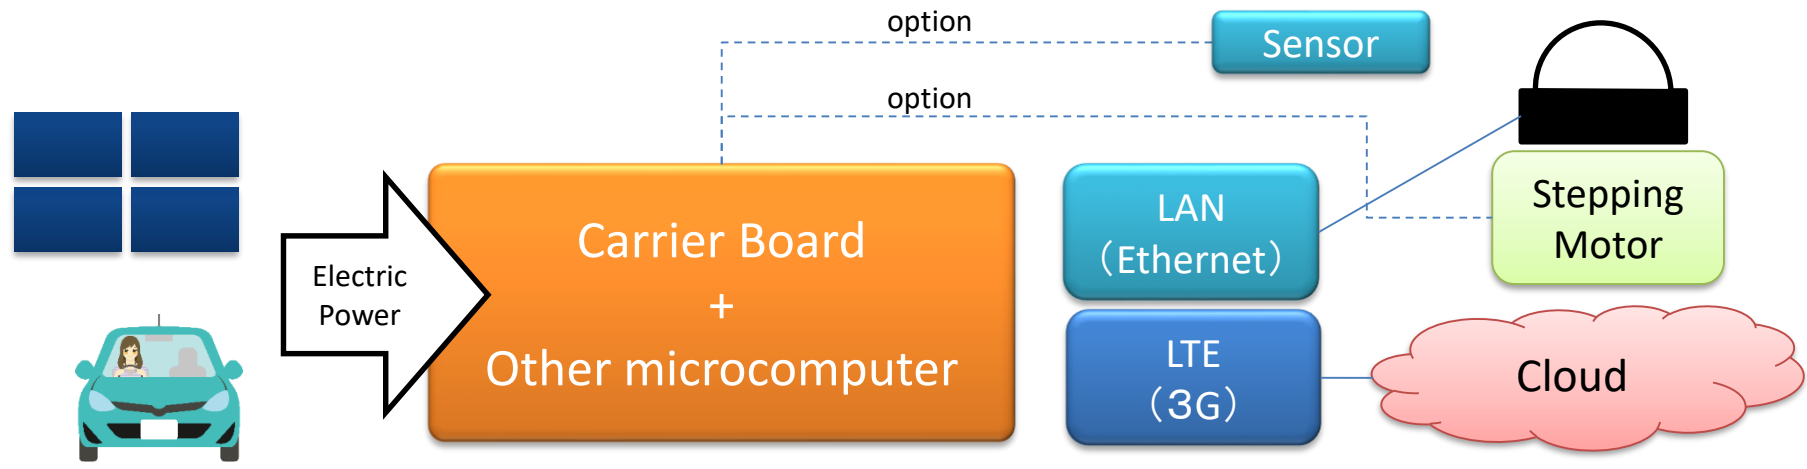 option
Sensor
option
Electric
Power
Carrier Board
+
Other microcomputer
LAN
（Ethernet）
LTE
（３G）
Stepping
Motor
Cloud